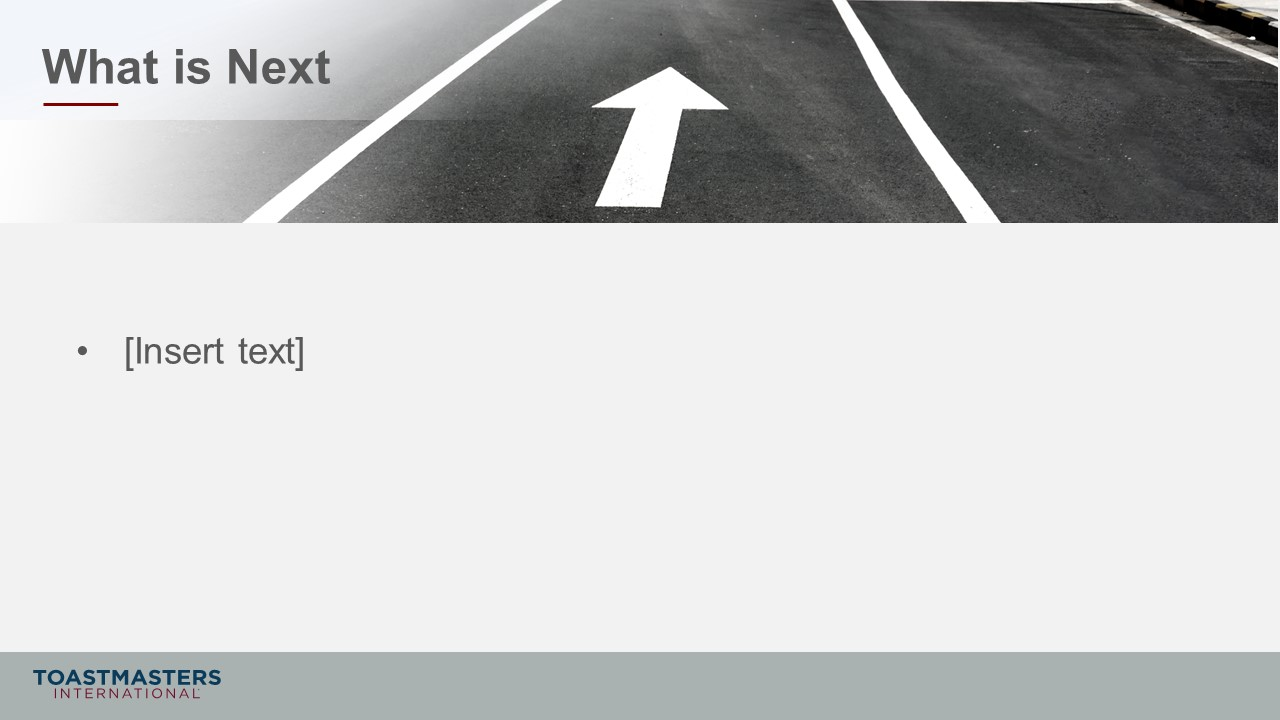 What is Next
• [Insert text]
TOASTMASTERS
INTERNATIONAL